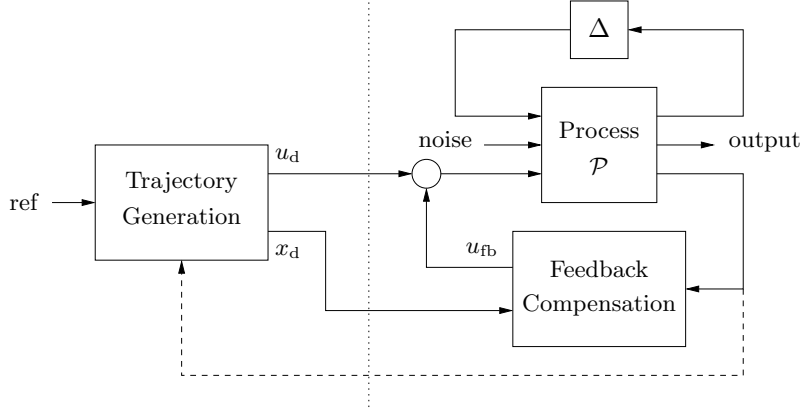 Δ
noise
Process
𝒫
output
u_d
ref
Trajectory
Generation
x_d
u_fb
Feedback
Compensation